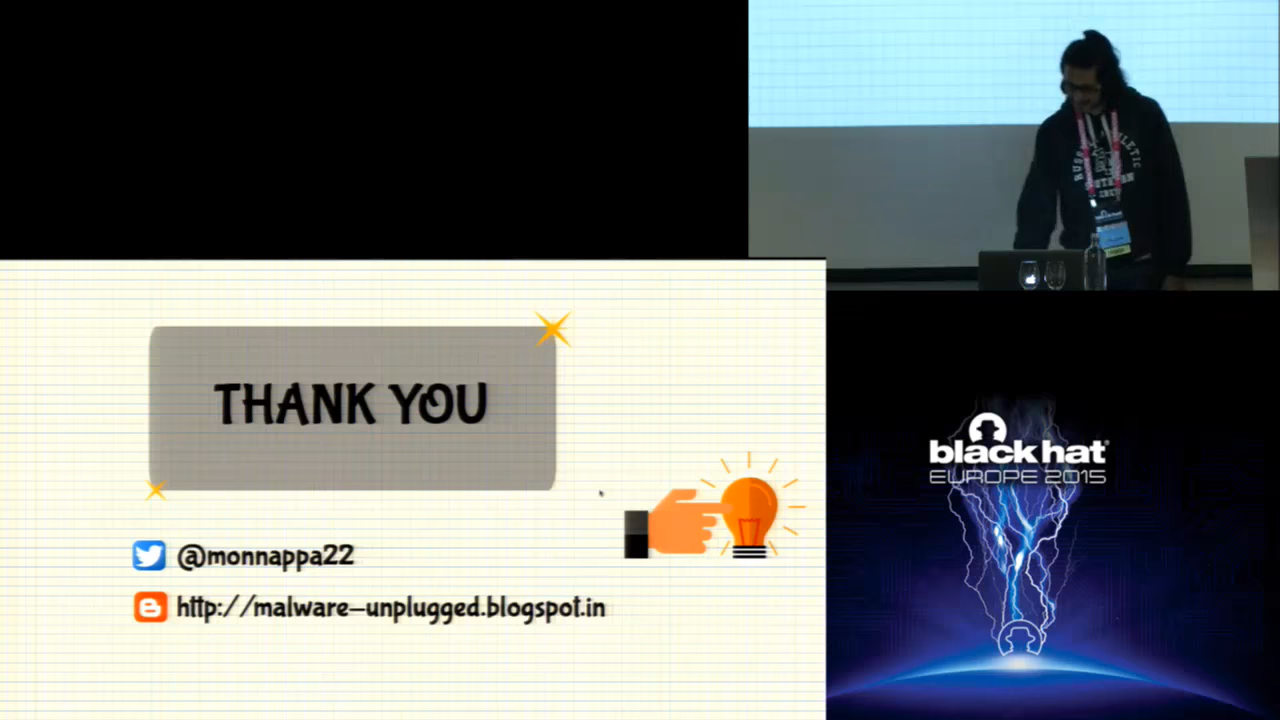 THANK YOU
@monnappa22
http://malware-unplugged.blogspot.in
black hat
EUROPE 2015